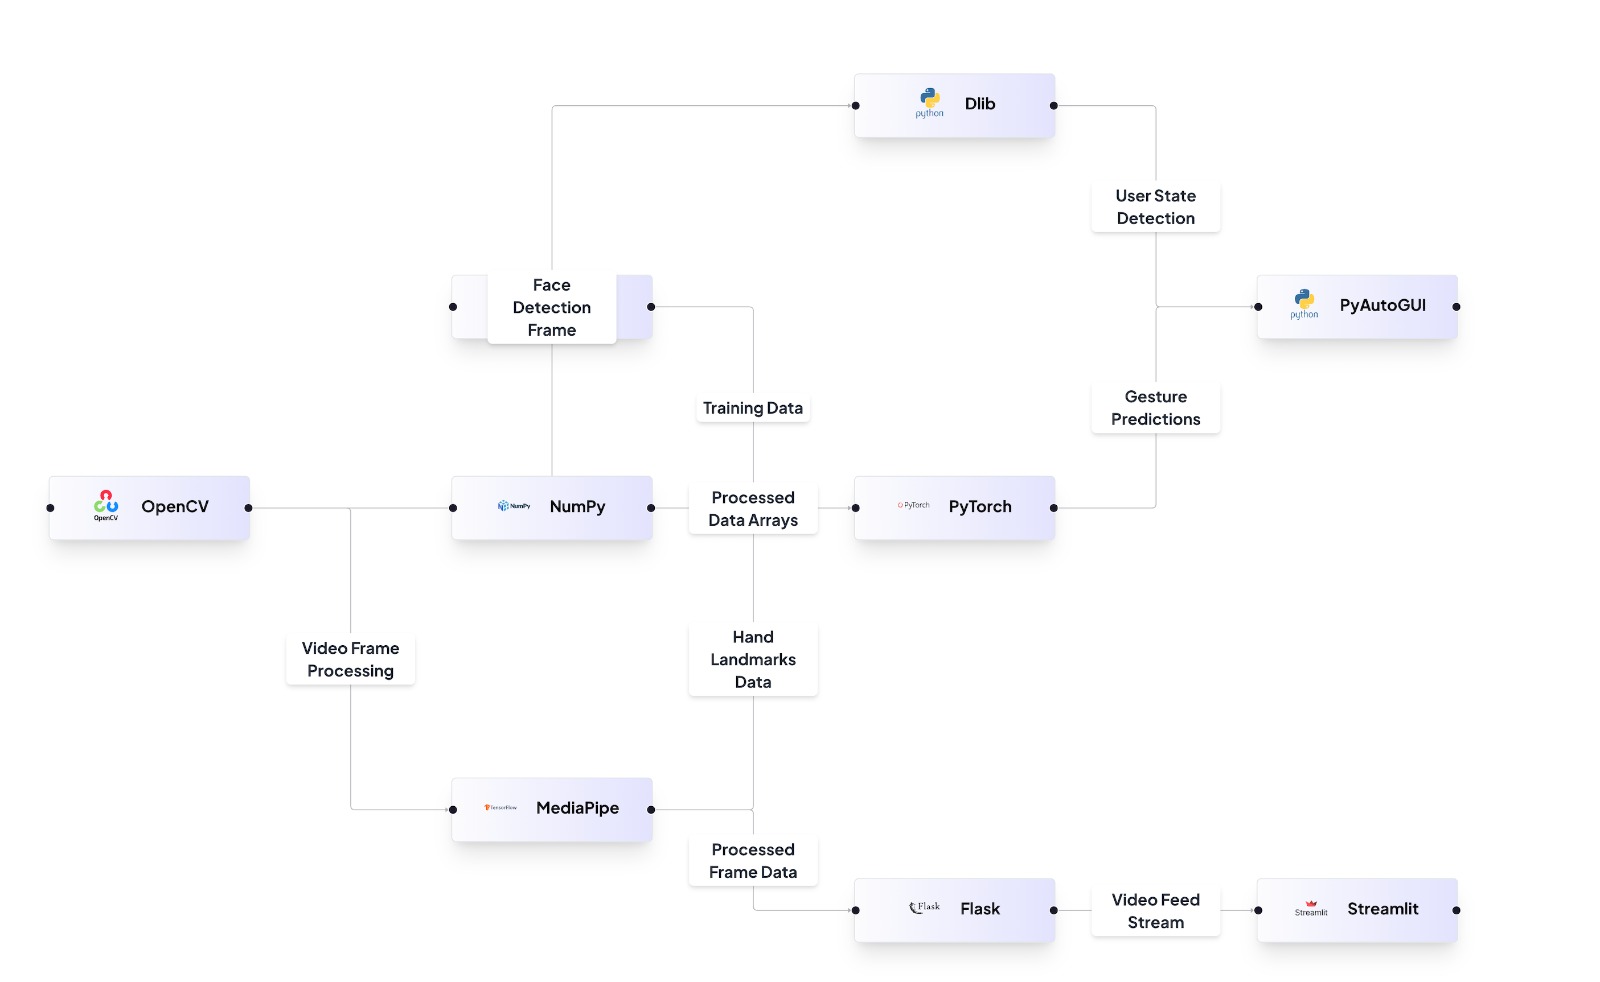 python
Dlib
User State
Detection
Face
Detection
Frame
python
PyAutoGUI
Training Data
Gesture
Predictions
OpenCV
OpenCV
NumPy
NumPy
Processed
Data Arrays
PyTorch
PyTorch
Video Frame
Processing
Hand
Landmarks
Data
TensorFlow
MediaPipe
Processed
Frame Data
Flask
Flask
Video Feed
Stream
Streamlit
Streamlit